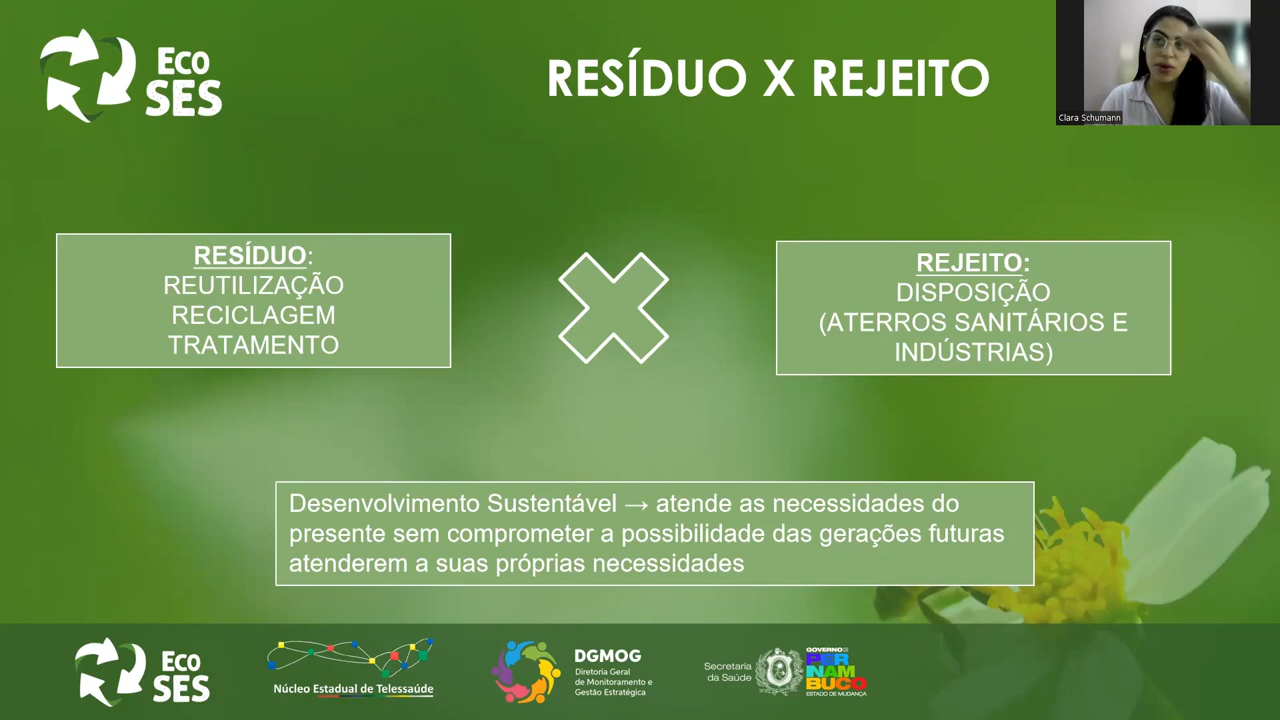 Eco
SES
RESÍDUO X REJEITO
Clara Schumann
RESÍDUO:
REUTILIZAÇÃO
RECICLAGEM
TRATAMENTO
REJEITO:
DISPOSIÇÃO
(ATERROS SANITÁRIOS E
INDÚSTRIAS)
Desenvolvimento Sustentável → atende as necessidades do
presente sem comprometer a possibilidade das gerações futuras
atenderem a suas próprias necessidades
Eco
SES
Núcleo Estadual de Telessaúde
DGMOG
Diretoria Geral
de Monitoramento e
Gestão Estratégica
Secretaria
da Saúde
GOVERNO DE
PER
NAM
BUCO
ESTADO DE MUDANÇA